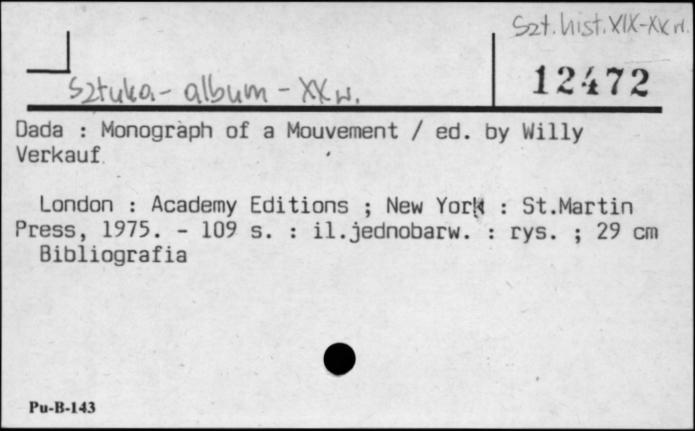 Szt. hist. XIX-XX w.
12472
Sztuka - album - XX w.
Dada : Monograph of a Mouvement / ed. by Willy
Verkauf.
London : Academy Editions ; New York : St.Martin
Press, 1975. - 109 s. : il.jednobarw. : rys. ; 29 cm
Bibliografia
Pu-B-143